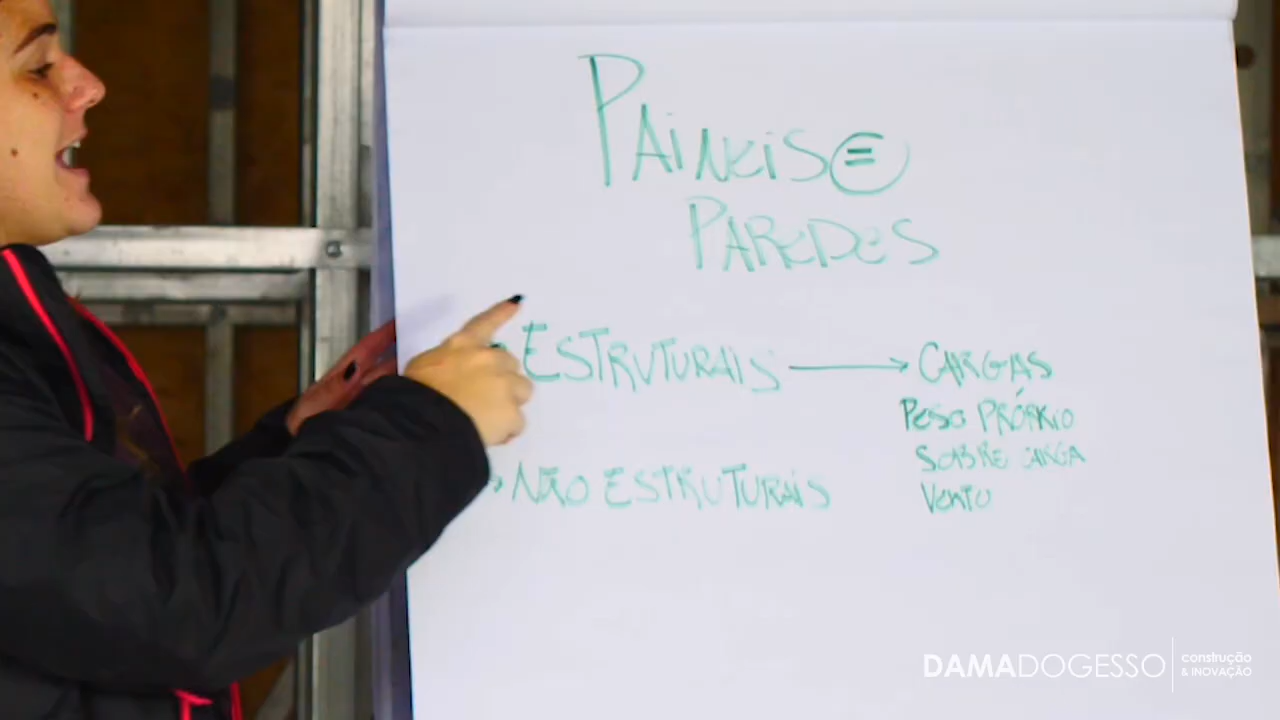 PAINEIS =
PAREDES
ESTRUTURAIS → CARGAS
PESO PRÓPRIO
SOBRE CARGA
VENTO
NÃO ESTRUTURAIS
DAMADOGESSO
construção
& INOVAÇÃO